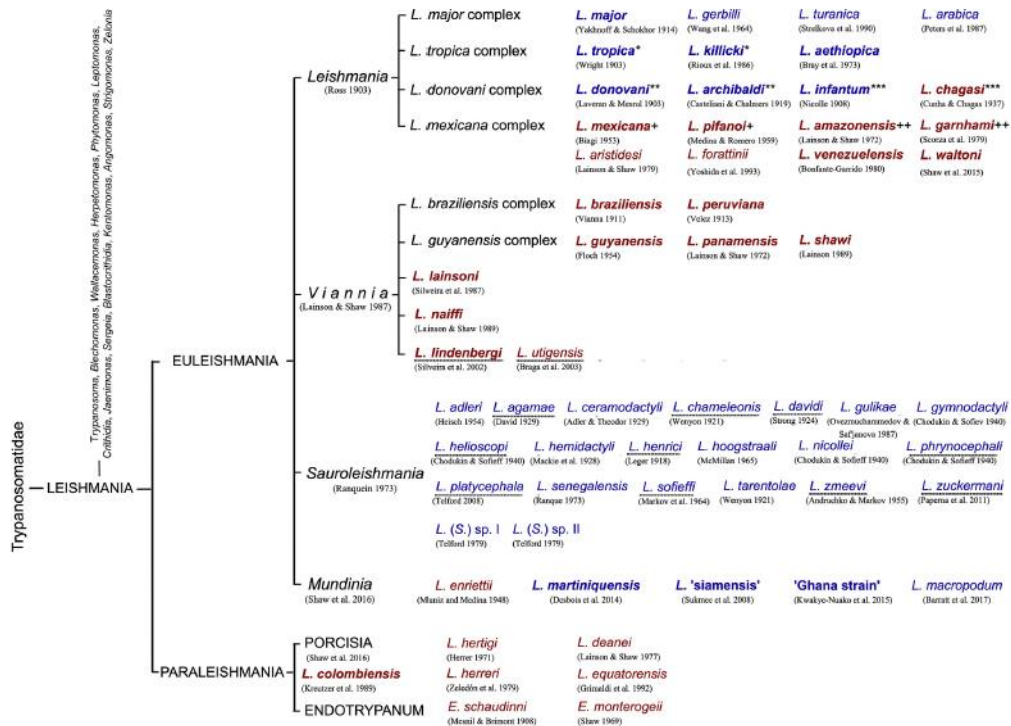 Trypanosomatidae
LEISHMANIA
Trypanosoma, Blechomonas, Wallacemonas, Herpetomonas, Phytomonas, Leptomonas,
Crithidia, Jaenimonas, Sergeia, Blastocrithidia, Kentomonas, Angomonas, Strigomonas, Zelonia
EULEISHMANIA
Leishmania
(Ross 1903)
L. major complex
L. major L. gerbilli L. turanica L. arabica
(Yakhnoff & Schokhor 1914) (Wang et al. 1964) (Strelkova et al. 1990) (Peters et al. 1987)
L. tropica complex
L. tropica* L. killicki* L. aethiopica
(Wright 1903) (Rioux et al. 1986) (Bray et al. 1973)
L. donovani complex
L. donovani** L. archibaldi** L. infantum*** L. chagasi***
(Laveran & Mesnil 1903) (Castellani & Chalmers 1919) (Nicolle 1908) (Cunha & Chagas 1937)
L. mexicana complex
L. mexicana+ L. pifanoi+ L. amazonensis++ L. garnhami++
(Biagi 1953) (Medina & Romero 1959) (Lainson & Shaw 1972) (Scorza et al. 1979)
L. aristidesi L. forattinii L. venezuelensis L. waltoni
(Lainson & Shaw 1979) (Yoshida et al. 1993) (Bonfante-Garrido 1980) (Shaw et al. 2015)
Viannia
(Lainson & Shaw 1987)
L. braziliensis complex
L. braziliensis L. peruviana
(Vianna 1911) (Velez 1913)
L. guyanensis complex
L. guyanensis L. panamensis L. shawi
(Floch 1954) (Lainson & Shaw 1972) (Lainson 1989)
L. lainsoni
(Silveira et al. 1987)
L. naiffi
(Lainson & Shaw 1989)
L. lindenbergi L. utigensis
(Silveira et al. 2002) (Braga et al. 2003)
Sauroleishmania
(Ranquein 1973)
L. adleri L. agamae L. ceramodactyli L. chameleonis L. davidi L. gulikae L. gymnodactyli
(Heisch 1954) (David 1929) (Adler & Theodor 1929) (Wenyon 1921) (Strong 1924) (Ovezmuchammedov & Saf'jenova 1987) (Chodukin & Sofiev 1940)
L. helioscopi L. hemidactyli L. henrici L. hoogstraali L. nicollei L. phrynocephali
(Chodukin & Sofieff 1940) (Mackie et al. 1928) (Leger 1918) (McMillan 1965) (Chodukin & Sofieff 1940) (Chodukin & Sofieff 1940)
L. platycephala L. senegalensis L. sofieffi L. tarentolae L. zmeevi L. zuckermani
(Telford 2008) (Ranque 1973) (Markov et al. 1964) (Wenyon 1921) (Andruchko & Markov 1955) (Paperna et al. 2011)
L. (S.) sp. I L. (S.) sp. II
(Telford 1979) (Telford 1979)
Mundinia
(Shaw et al. 2016)
L. enriettii L. martiniquensis L. 'siamensis' 'Ghana strain' L. macropodum
(Muniz and Medina 1948) (Desbois et al. 2014) (Sukmee et al. 2008) (Kwakye-Nuako et al. 2015) (Barratt et al. 2017)
PARALEISHMANIA
PORCISIA L. hertigi L. deanei
(Shaw et al. 2016) (Herrer 1971) (Lainson & Shaw 1977)
L. colombiensis L. herreri L. equatorensis
(Kreutzer et al. 1989) (Zeledón et al. 1979) (Grimaldi et al. 1992)
ENDOTRYPANUM E. schaudinni E. monterogeii
(Mesnil & Brimont 1908) (Shaw 1969)